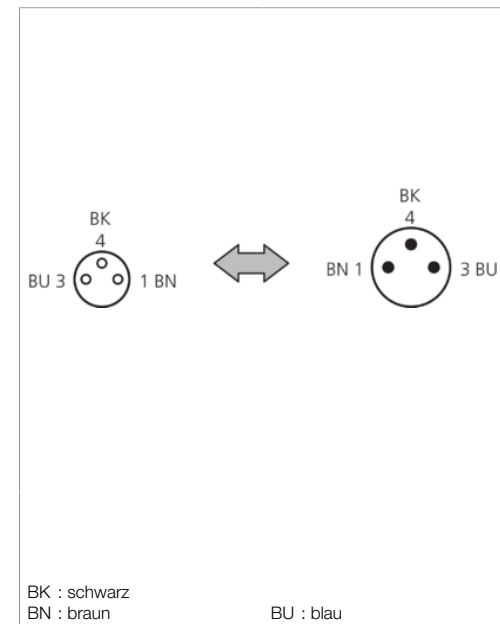 BK
4
BU 3 1 BN
BK
4
BN 1 3 BU
BK : schwarz
BN : braun BU : blau